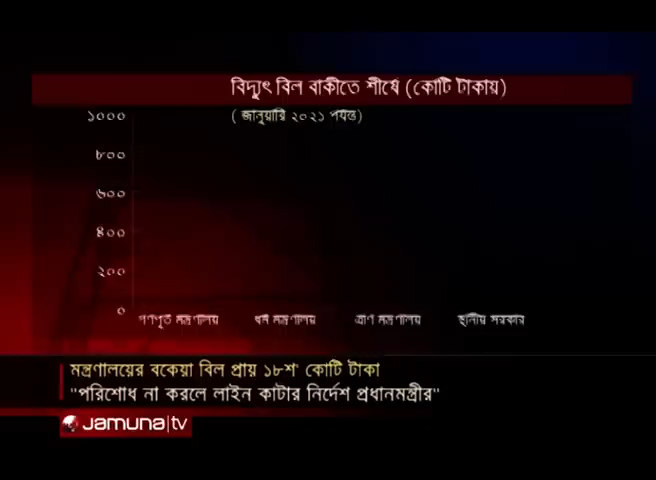 বিদ্যুৎ বিল বাকীতে শীর্ষে (কোটি টাকায়)
( জানুয়ারি ২০২১ পর্যন্ত)
১০০০
৮০০
৬০০
৪০০
২০০
০
গণপূর্ত মন্ত্রণালয় ধর্ম মন্ত্রণালয় ত্রাণ মন্ত্রণালয় স্থানীয় সরকার
মন্ত্রণালয়ের বকেয়া বিল প্রায় ১৮শ' কোটি টাকা
"পরিশোধ না করলে লাইন কাটার নির্দেশ প্রধানমন্ত্রীর"
Jamuna|tv